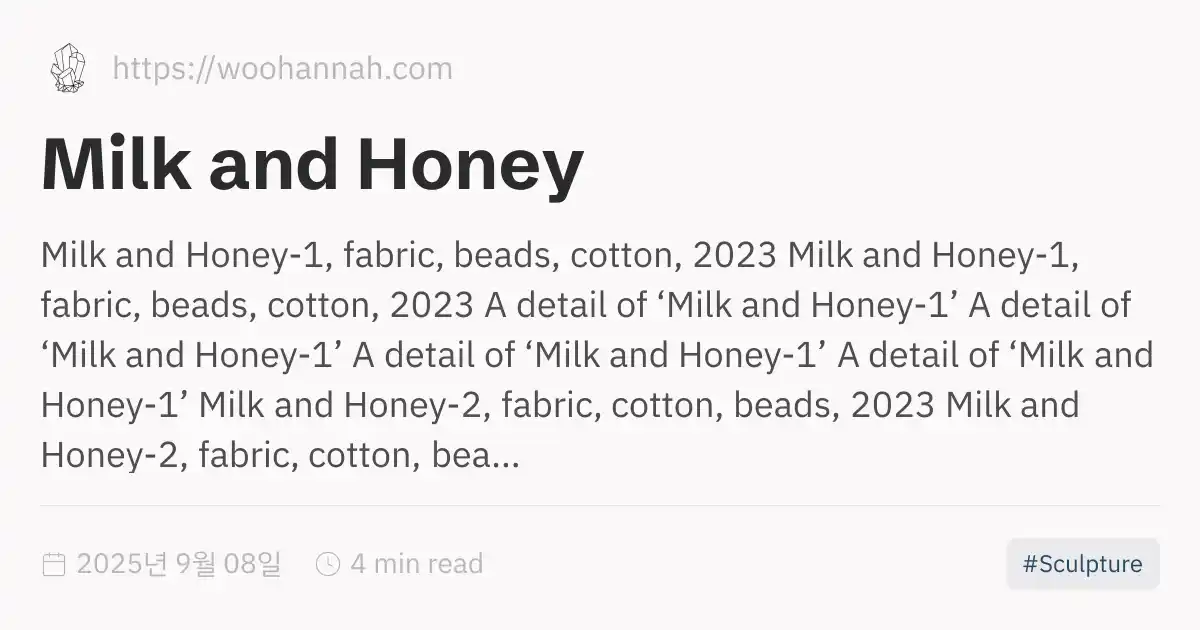 https://woohannah.com
Milk and Honey
Milk and Honey-1, fabric, beads, cotton, 2023 Milk and Honey-1,
fabric, beads, cotton, 2023 A detail of ‘Milk and Honey-1’ A detail of
‘Milk and Honey-1’ A detail of ‘Milk and Honey-1’ A detail of ‘Milk and
Honey-1’ Milk and Honey-2, fabric, cotton, beads, 2023 Milk and
Honey-2, fabric, cotton, bea...
2025년 9월 08일 4 min read
#Sculpture